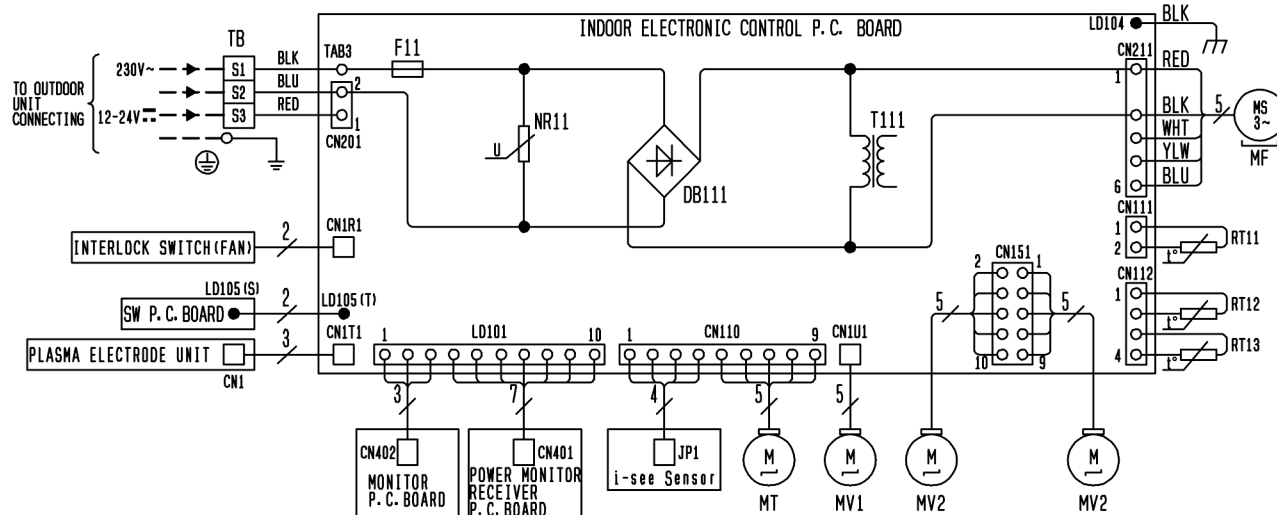 INDOOR ELECTRONIC CONTROL P.C. BOARD
LD104
BLK
TB
TAB3
F11
CN211
230V~
S1
BLK
1
RED
TO OUTDOOR
UNIT
CONNECTING
S2
BLU
2
12-24V
S3
RED
1
CN201
NR11
U
T111
BLK
5
MS
3~
WHT
MF
YLW
DB111
6
BLU
CN111
CN1R1
INTERLOCK SWITCH(FAN)
2
1
2
t°
RT11
CN151
CN112
2
1
LD105(S)
LD105(T)
SW P.C.BOARD
2
5
5
1
t°
RT12
CN1T1
PLASMA ELECTRODE UNIT
3
CN1
1
LD101
10
1
CN110
9
CN1U1
10
9
4
t°
RT13
3
7
4
5
5
CN402
MONITOR
P.C.BOARD
CN401
POWER MONITOR
RECEIVER
P.C.BOARD
JP1
i-see Sensor
M
MT
M
MV1
M
MV2
M
MV2